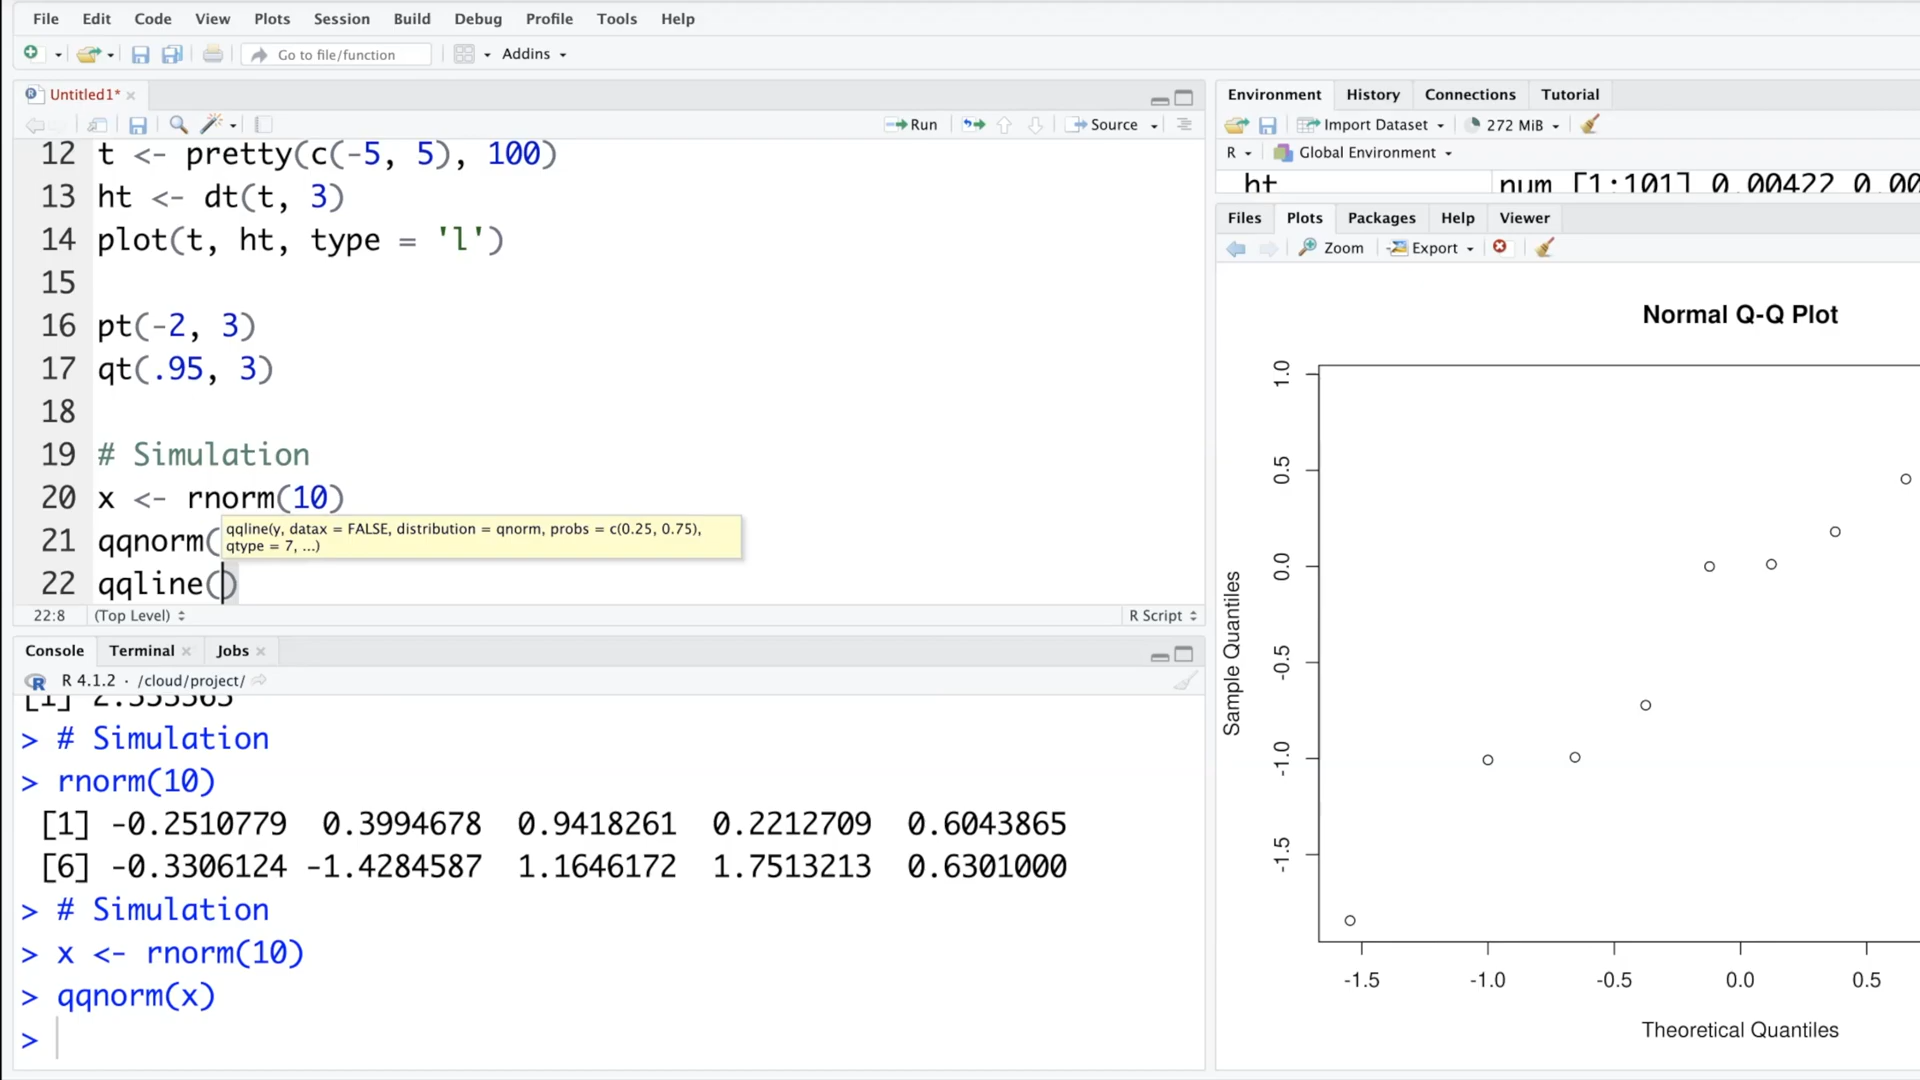 File Edit Code View Plots Session Build Debug Profile Tools Help
Go to file/function Addins
Untitled1*
Run Source
12 t <- pretty(c(-5, 5), 100)
13 ht <- dt(t, 3)
14 plot(t, ht, type = 'l')
15
16 pt(-2, 3)
17 qt(.95, 3)
18
19 # Simulation
20 x <- rnorm(10)
21 qqnorm(
qqline(y, datax = FALSE, distribution = qnorm, probs = c(0.25, 0.75),
qtype = 7, ...)
22 qqline()
22:8 (Top Level) R Script
Console Terminal Jobs
R 4.1.2 · /cloud/project/
[1] 2.353363
> # Simulation
> rnorm(10)
[1] -0.2510779 0.3994678 0.9418261 0.2212709 0.6043865
[6] -0.3306124 -1.4284587 1.1646172 1.7513213 0.6301000
> # Simulation
> x <- rnorm(10)
> qqnorm(x)
>
Environment History Connections Tutorial
Import Dataset 272 MiB
R Global Environment
ht num [1:101] 0.00422 0.00
Files Plots Packages Help Viewer
Zoom Export
Normal Q-Q Plot
1.0
0.5
0.0
-0.5
-1.0
-1.5
Sample Quantiles
-1.5 -1.0 -0.5 0.0 0.5
Theoretical Quantiles